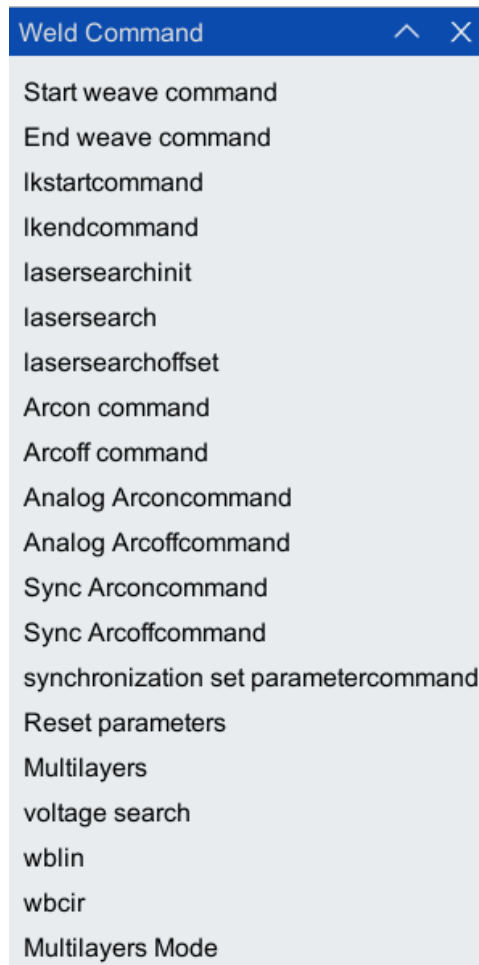 Weld Command
Start weave command
End weave command
lkstartcommand
lkendcommand
lasersearchinit
lasersearch
lasersearchoffset
Arcon command
Arcoff command
Analog Arconcommand
Analog Arcoffcommand
Sync Arconcommand
Sync Arcoffcommand
synchronization set parametercommand
Reset parameters
Multilayers
voltage search
wblin
wbcir
Multilayers Mode